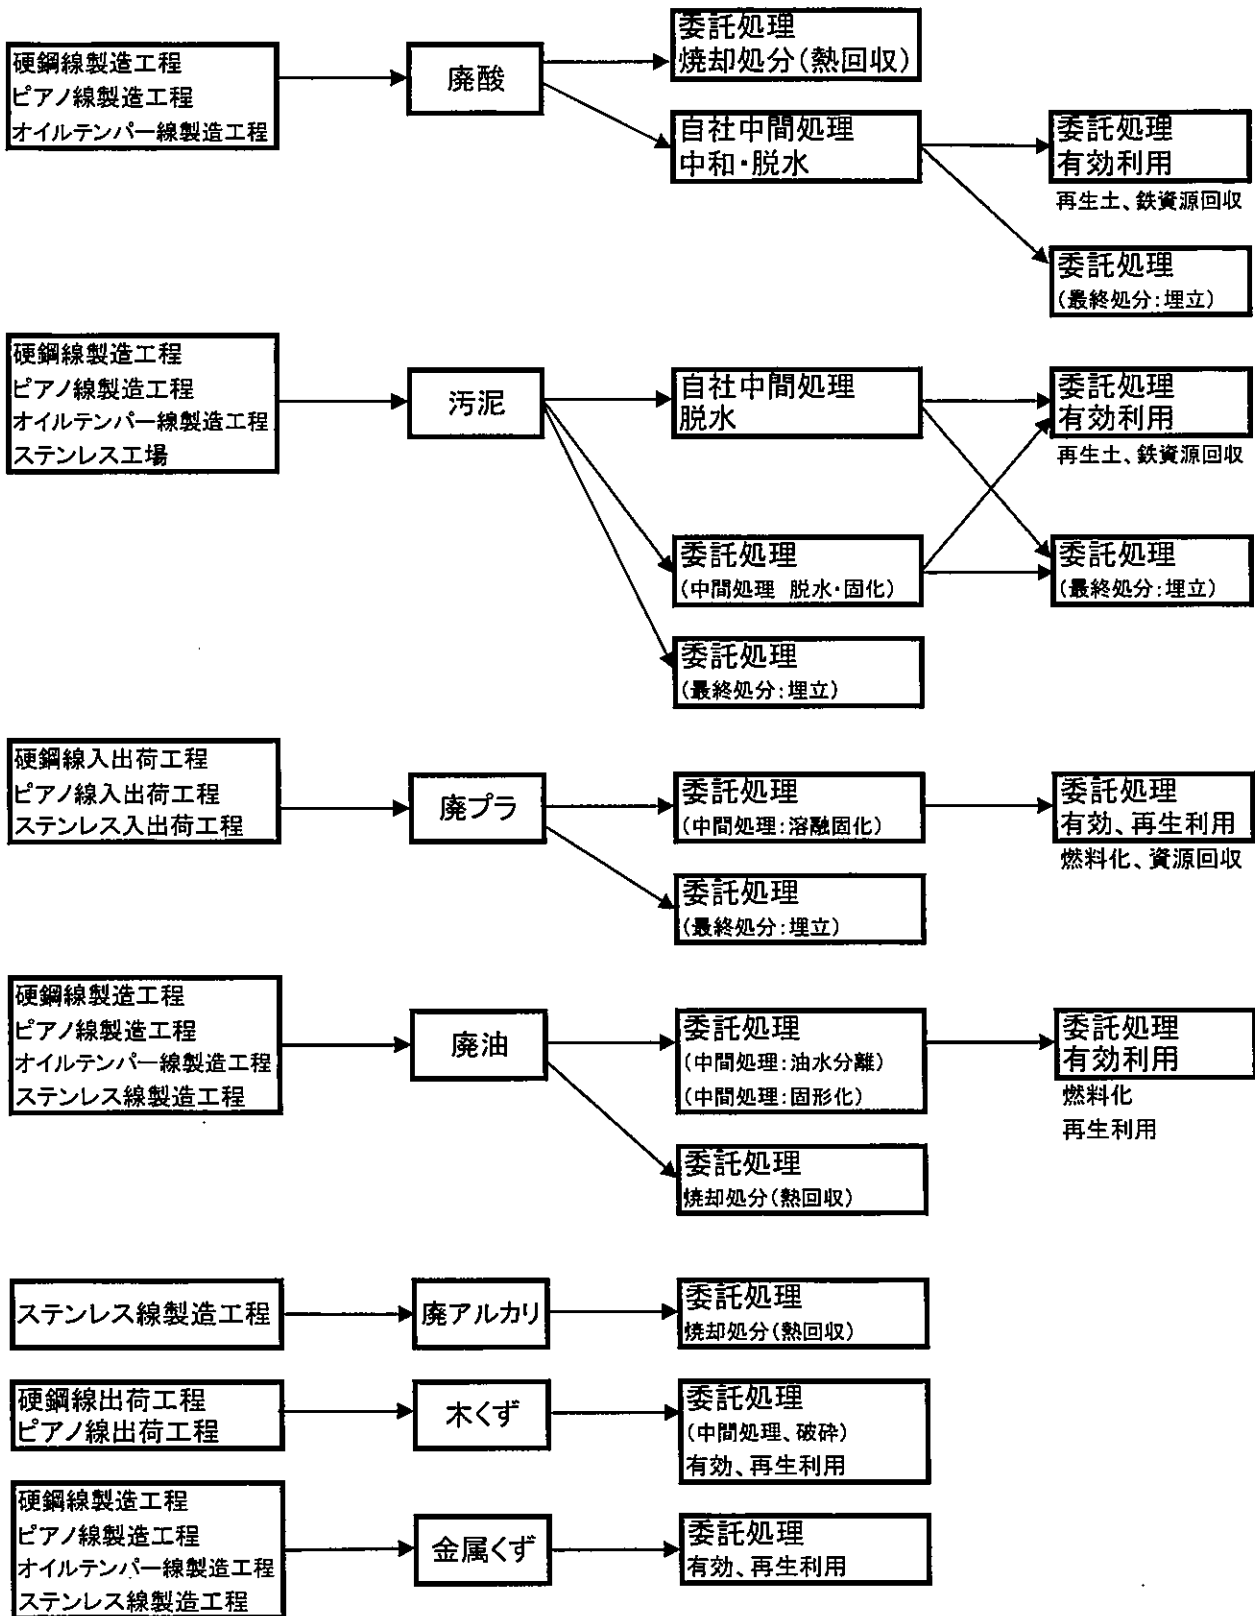 硬鋼線製造工程
ピアノ線製造工程
オイルテンパー線製造工程
廃酸
委託処理
焼却処分(熱回収)
自社中間処理
中和・脱水
委託処理
有効利用
再生土、鉄資源回収
委託処理
(最終処分:埋立)
硬鋼線製造工程
ピアノ線製造工程
オイルテンパー線製造工程
ステンレス工場
汚泥
自社中間処理
脱水
委託処理
有効利用
再生土、鉄資源回収
委託処理
(中間処理 脱水・固化)
委託処理
(最終処分:埋立)
委託処理
(最終処分:埋立)
硬鋼線入出荷工程
ピアノ線入出荷工程
ステンレス入出荷工程
廃プラ
委託処理
(中間処理:溶融固化)
委託処理
有効、再生利用
燃料化、資源回収
委託処理
(最終処分:埋立)
硬鋼線製造工程
ピアノ線製造工程
オイルテンパー線製造工程
ステンレス線製造工程
廃油
委託処理
(中間処理:油水分離)
(中間処理:固形化)
委託処理
有効利用
燃料化
再生利用
委託処理
焼却処分(熱回収)
ステンレス線製造工程
廃アルカリ
委託処理
焼却処分(熱回収)
硬鋼線出荷工程
ピアノ線出荷工程
木くず
委託処理
(中間処理、破砕)
有効、再生利用
硬鋼線製造工程
ピアノ線製造工程
オイルテンパー線製造工程
ステンレス線製造工程
金属くず
委託処理
有効、再生利用